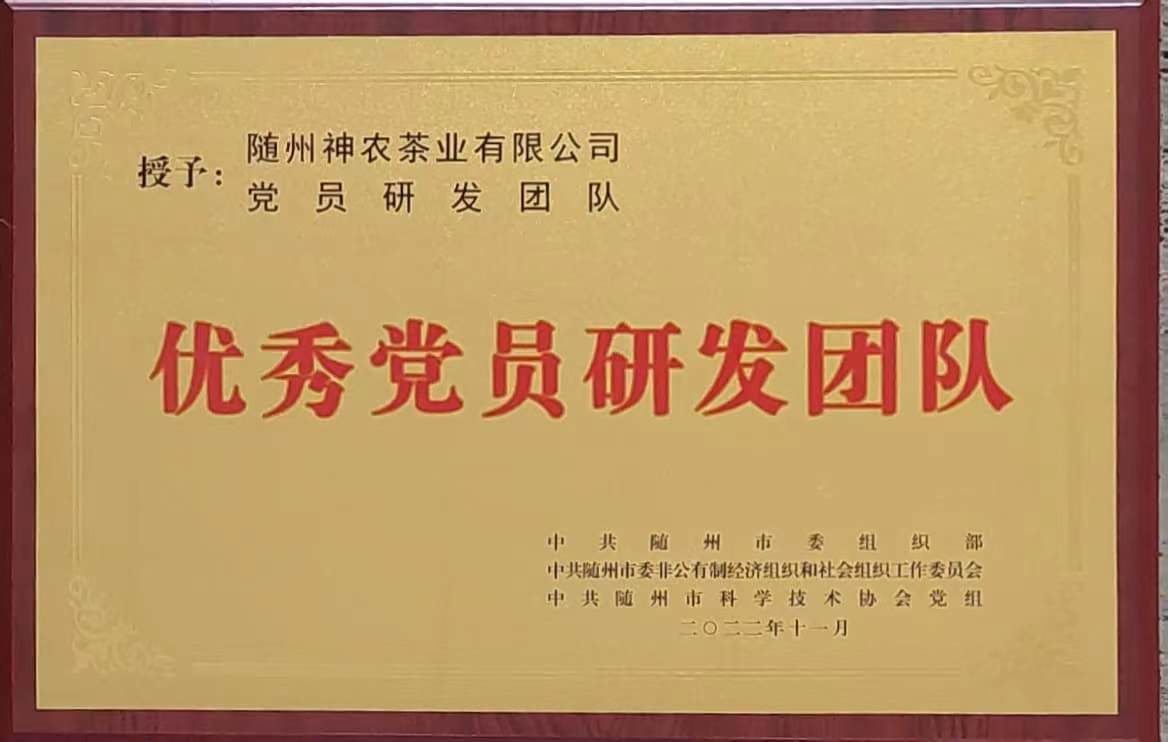 授予：随州神农茶业有限公司
党员研发团队
优秀党员研发团队
中共随州市委组织部
中共随州市委非公有制经济组织和社会组织工作委员会
中共随州市科学技术协会党组
二〇二二年十一月